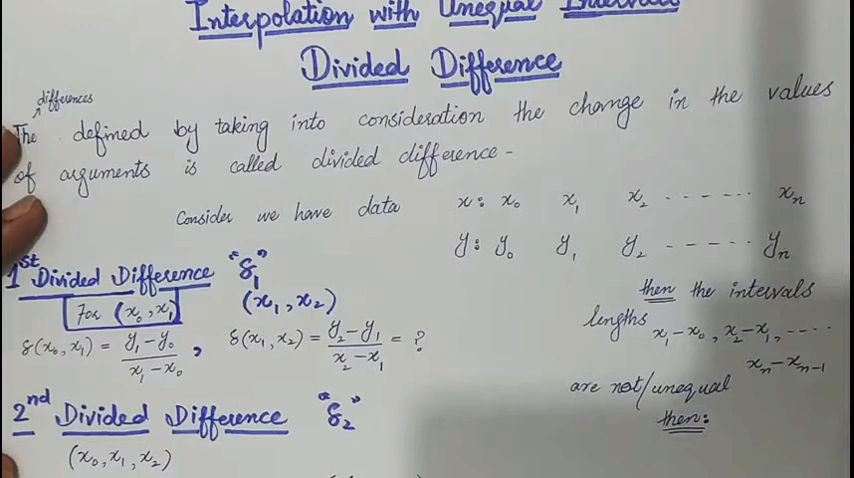 Interpolation with Unequal Intervals
Divided Difference
differences
The defined by taking into consideration the change in the values
of arguments is called divided difference -
Consider we have data x: x₀ x₁ x₂ ------- xₙ
y: y₀ y₁ y₂ ------ yₙ
1st Divided Difference "δ₁"
For (x₀, x₁) (x₁, x₂)
δ(x₀, x₁) = (y₁ - y₀)/(x₁ - x₀) , δ(x₁, x₂) = (y₂ - y₁)/(x₂ - x₁) = ?
then the intervals
lengths x₁-x₀, x₂-x₁, -----
xₙ-xₙ₋₁
are not/unequal
then:
2nd Divided Difference "δ₂"
(x₀, x₁, x₂)